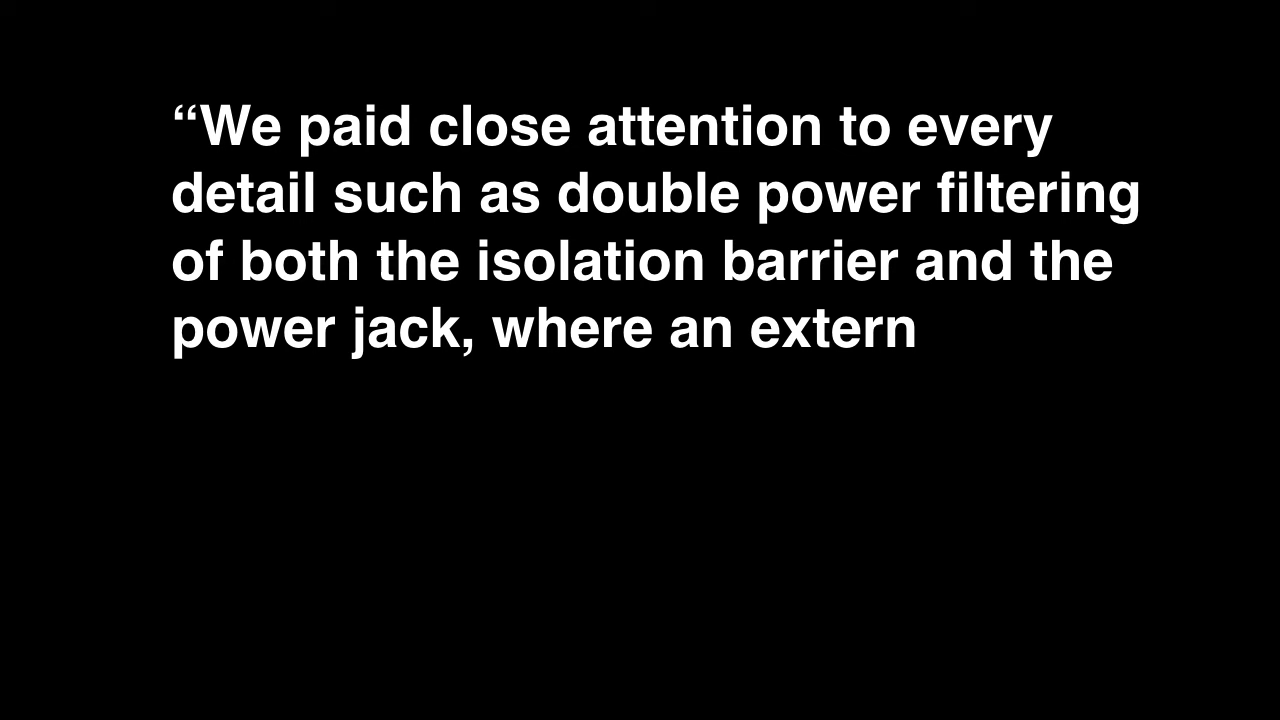 “We paid close attention to every
detail such as double power filtering
of both the isolation barrier and the
power jack, where an extern